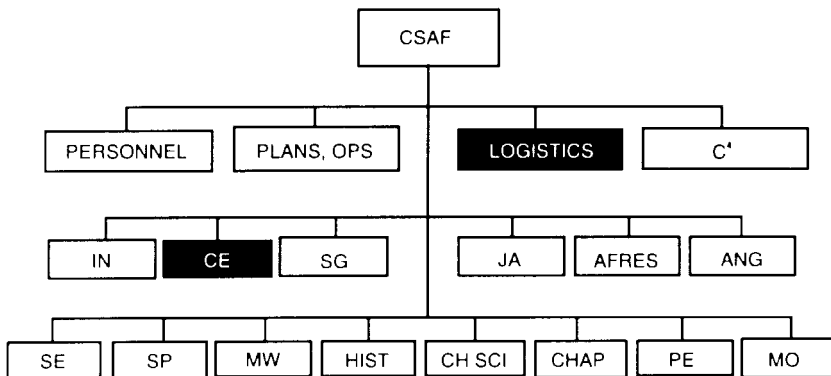 CSAF
PERSONNEL PLANS, OPS LOGISTICS C⁴
IN CE SG JA AFRES ANG
SE SP MW HIST CH SCI CHAP PE MO